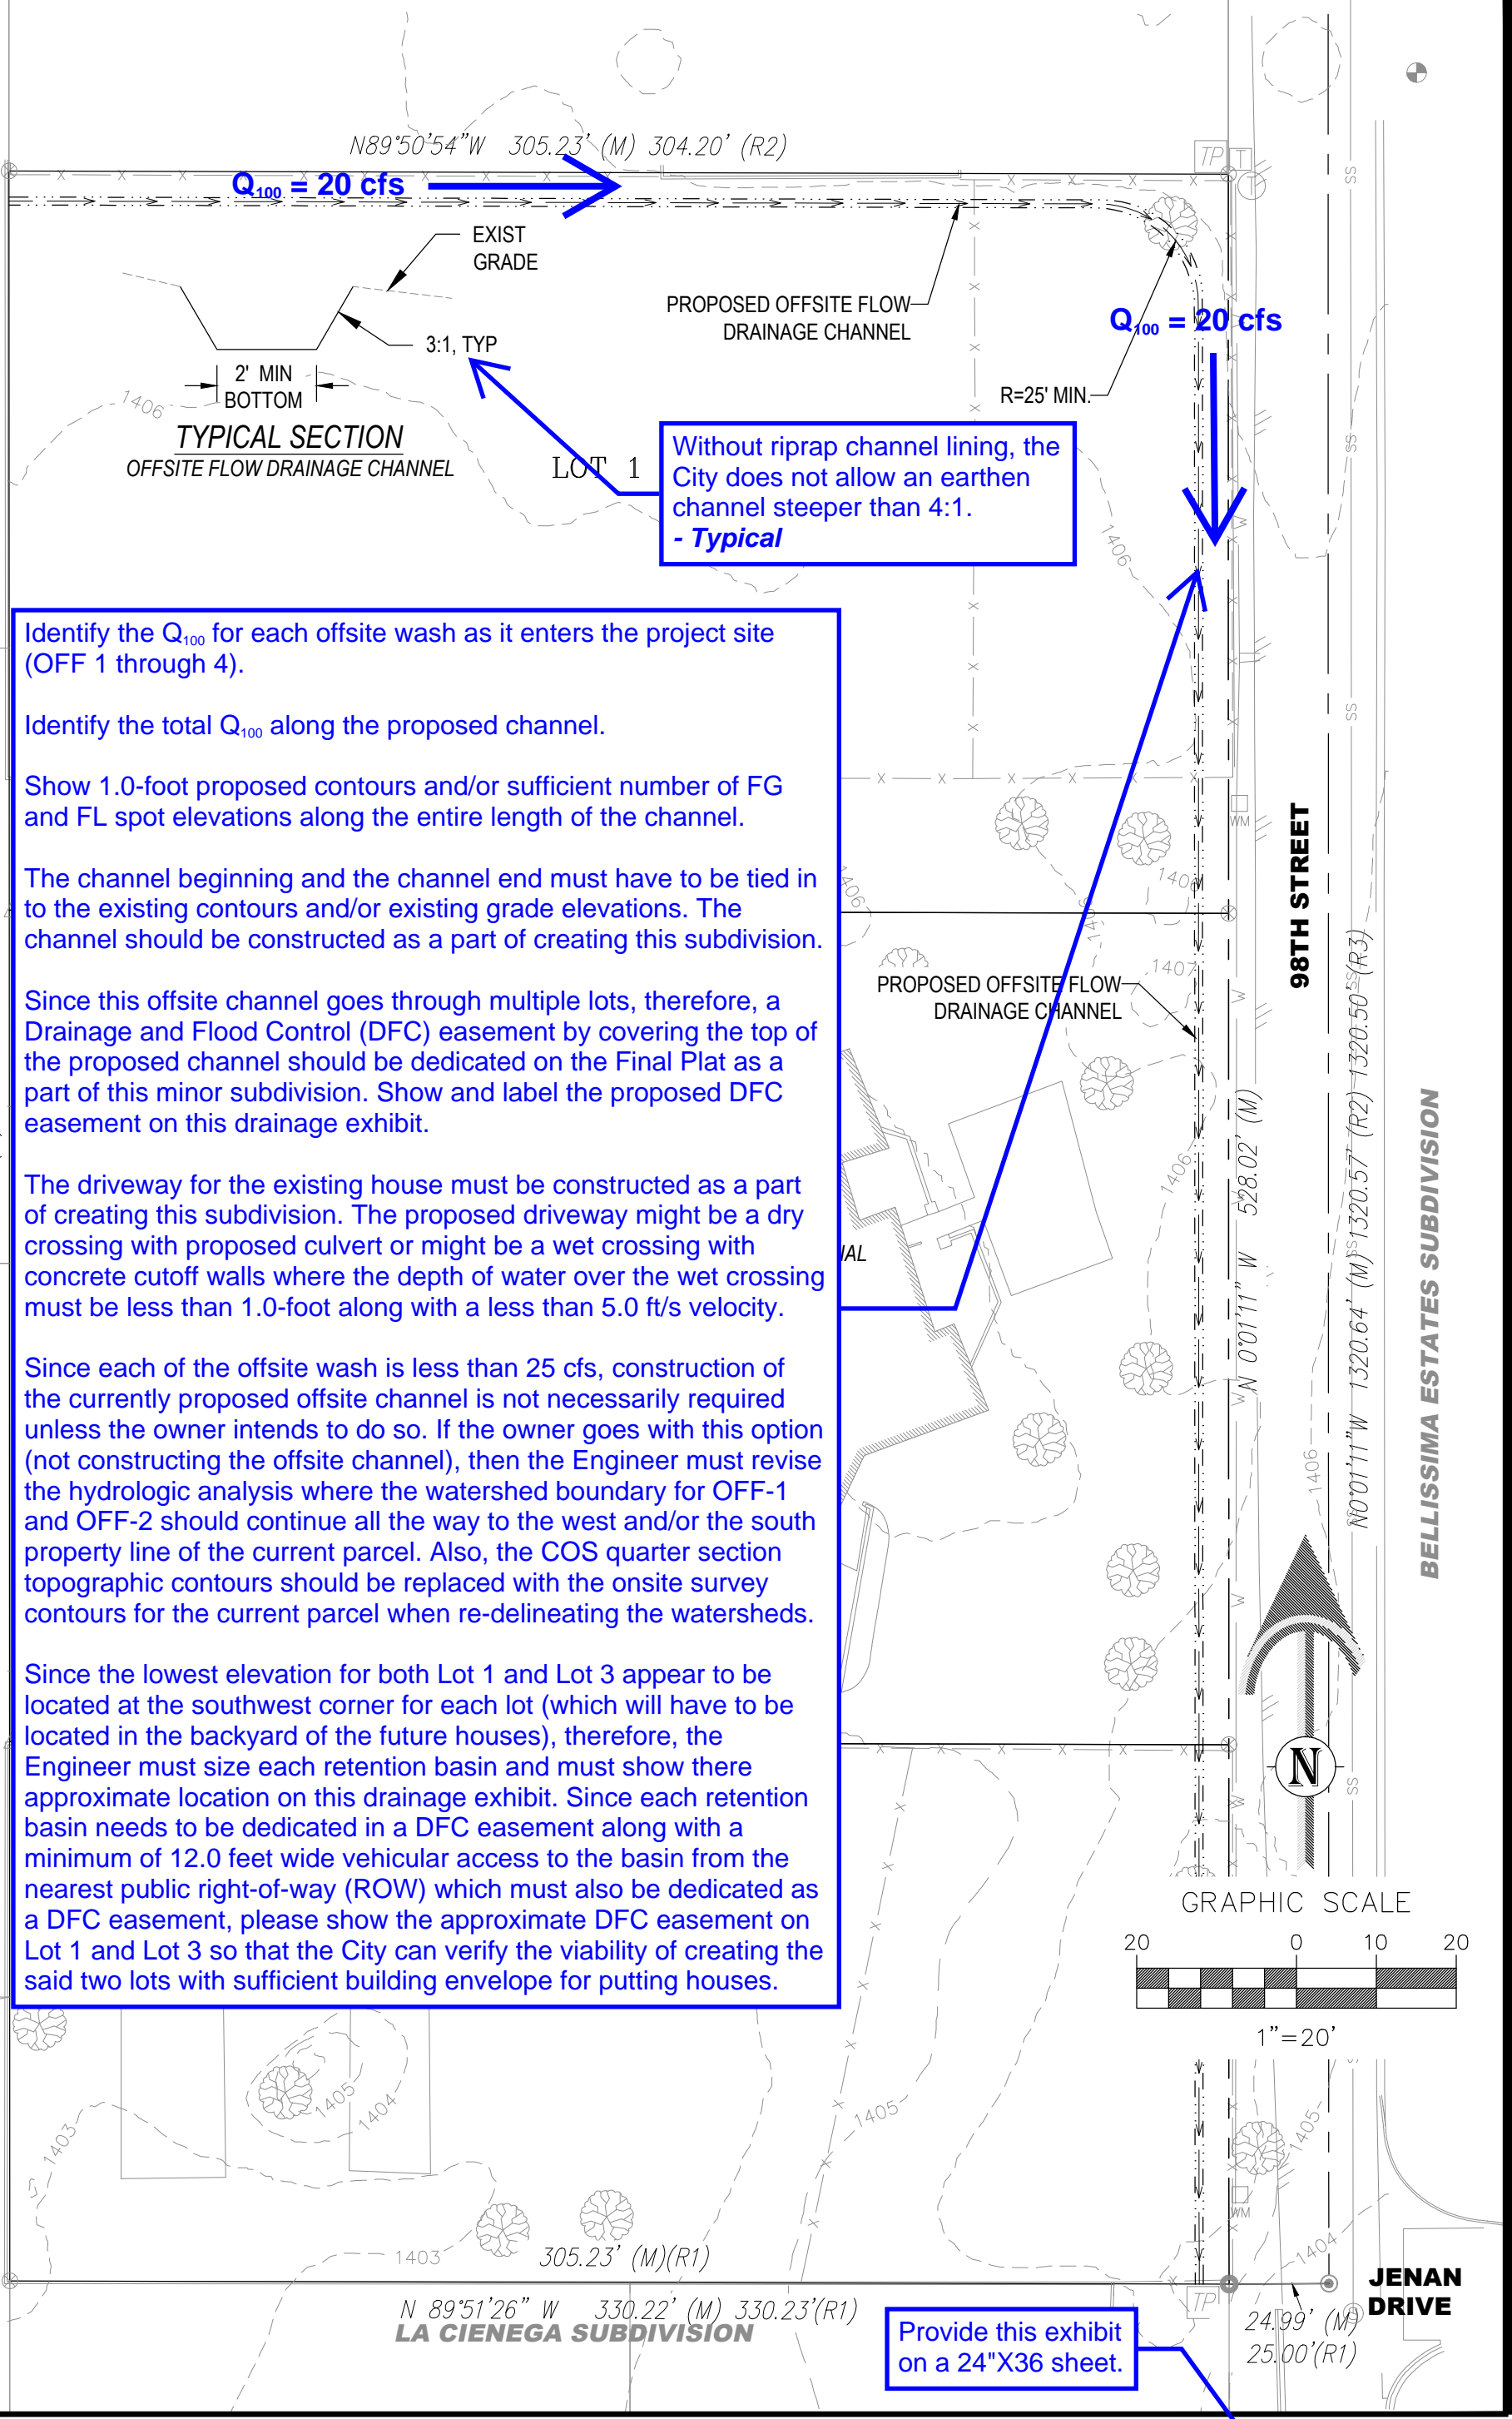 N89°50'54"W 305.23' (M) 304.20' (R2)
TP T
T
Q100 = 20 cfs
EXIST
GRADE
3:1, TYP
2' MIN
BOTTOM
1406
TYPICAL SECTION
OFFSITE FLOW DRAINAGE CHANNEL
PROPOSED OFFSITE FLOW
DRAINAGE CHANNEL
Q100 = 20 cfs
R=25' MIN.
LOT 1
Without riprap channel lining, the
City does not allow an earthen
channel steeper than 4:1.
- Typical
1406
Identify the Q100 for each offsite wash as it enters the project site
(OFF 1 through 4).
Identify the total Q100 along the proposed channel.
Show 1.0-foot proposed contours and/or sufficient number of FG
and FL spot elevations along the entire length of the channel.
The channel beginning and the channel end must have to be tied in
to the existing contours and/or existing grade elevations. The
channel should be constructed as a part of creating this subdivision.
Since this offsite channel goes through multiple lots, therefore, a
Drainage and Flood Control (DFC) easement by covering the top of
the proposed channel should be dedicated on the Final Plat as a
part of this minor subdivision. Show and label the proposed DFC
easement on this drainage exhibit.
The driveway for the existing house must be constructed as a part
of creating this subdivision. The proposed driveway might be a dry
crossing with proposed culvert or might be a wet crossing with
concrete cutoff walls where the depth of water over the wet crossing
must be less than 1.0-foot along with a less than 5.0 ft/s velocity.
Since each of the offsite wash is less than 25 cfs, construction of
the currently proposed offsite channel is not necessarily required
unless the owner intends to do so. If the owner goes with this option
(not constructing the offsite channel), then the Engineer must revise
the hydrologic analysis where the watershed boundary for OFF-1
and OFF-2 should continue all the way to the west and/or the south
property line of the current parcel. Also, the COS quarter section
topographic contours should be replaced with the onsite survey
contours for the current parcel when re-delineating the watersheds.
Since the lowest elevation for both Lot 1 and Lot 3 appear to be
located at the southwest corner for each lot (which will have to be
located in the backyard of the future houses), therefore, the
Engineer must size each retention basin and must show there
approximate location on this drainage exhibit. Since each retention
basin needs to be dedicated in a DFC easement along with a
minimum of 12.0 feet wide vehicular access to the basin from the
nearest public right-of-way (ROW) which must also be dedicated as
a DFC easement, please show the approximate DFC easement on
Lot 1 and Lot 3 so that the City can verify the viability of creating the
said two lots with sufficient building envelope for putting houses.
WM
1406
1406
1406
1407
PROPOSED OFFSITE FLOW
DRAINAGE CHANNEL
1406
IAL
98TH STREET
N 0°01'11" W 528.02' (M)
N0°01'11"W 1320.64' (M) 1320.57' (R2) 1320.50' (R3)
SS
SS
SS
SS
SS
1406
BELLISSIMA ESTATES SUBDIVISION
N
GRAPHIC SCALE
20 0 10 20
1"=20'
1405
1404
1403
1405
1405
1403
WM
1404
305.23' (M)(R1)
N 89°51'26" W 330.22' (M) 330.23'(R1)
LA CIENEGA SUBDIVISION
TP
24.99' (M)
25.00'(R1)
JENAN
DRIVE
Provide this exhibit
on a 24"X36 sheet.